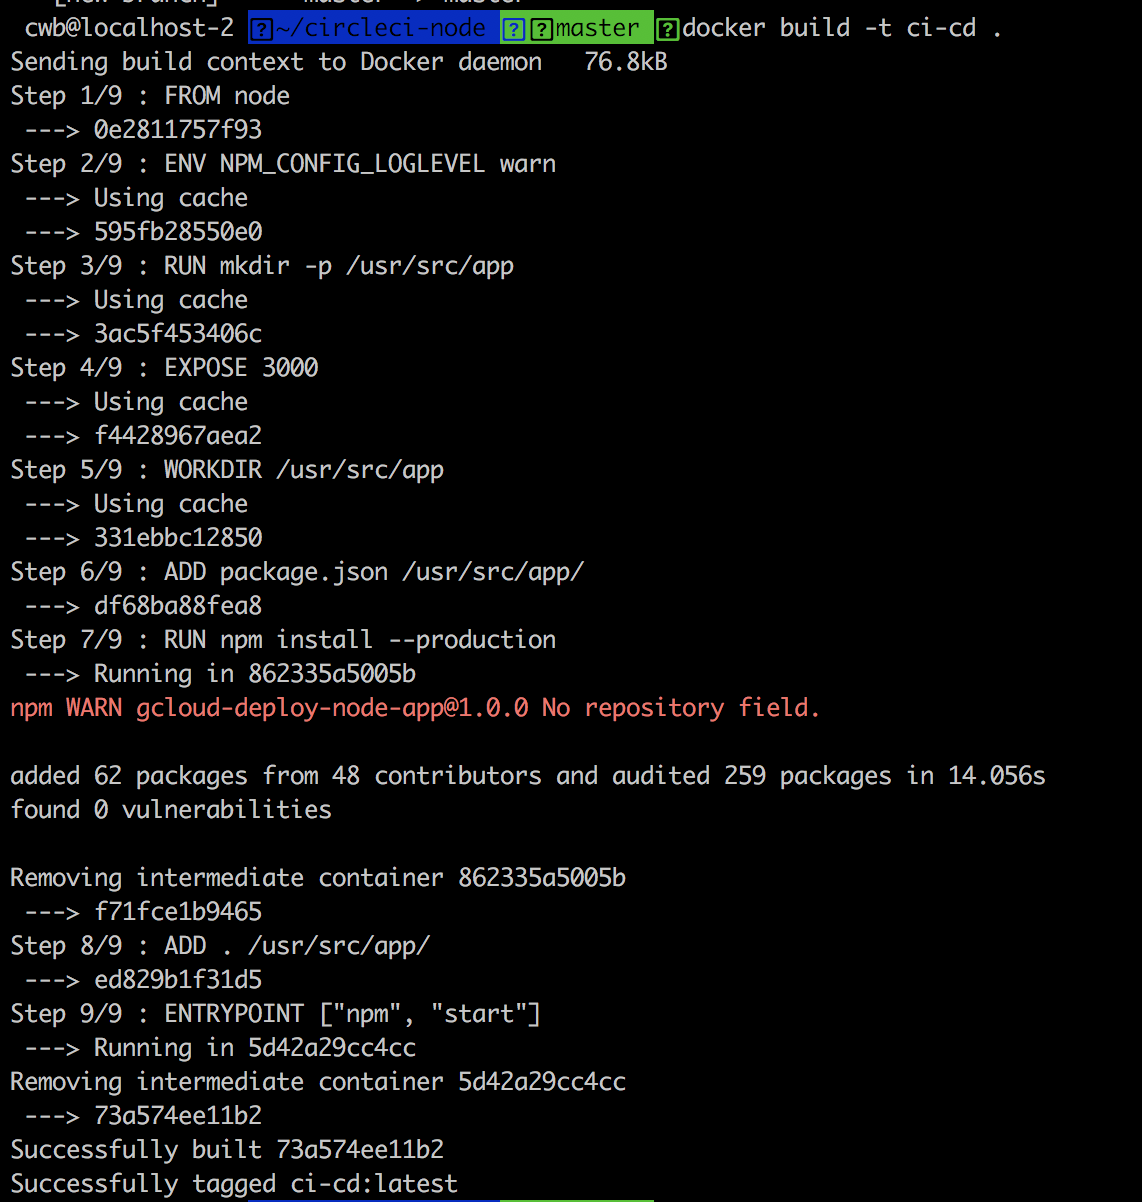 [new branch]      master -> master
cwb@localhost-2 ~/circleci-node master docker build -t ci-cd .
Sending build context to Docker daemon   76.8kB
Step 1/9 : FROM node
 ---> 0e2811757f93
Step 2/9 : ENV NPM_CONFIG_LOGLEVEL warn
 ---> Using cache
 ---> 595fb28550e0
Step 3/9 : RUN mkdir -p /usr/src/app
 ---> Using cache
 ---> 3ac5f453406c
Step 4/9 : EXPOSE 3000
 ---> Using cache
 ---> f4428967aea2
Step 5/9 : WORKDIR /usr/src/app
 ---> Using cache
 ---> 331ebbc12850
Step 6/9 : ADD package.json /usr/src/app/
 ---> df68ba88fea8
Step 7/9 : RUN npm install --production
 ---> Running in 862335a5005b
npm WARN gcloud-deploy-node-app@1.0.0 No repository field.
added 62 packages from 48 contributors and audited 259 packages in 14.056s
found 0 vulnerabilities
Removing intermediate container 862335a5005b
 ---> f71fce1b9465
Step 8/9 : ADD . /usr/src/app/
 ---> ed829b1f31d5
Step 9/9 : ENTRYPOINT ["npm", "start"]
 ---> Running in 5d42a29cc4cc
Removing intermediate container 5d42a29cc4cc
 ---> 73a574ee11b2
Successfully built 73a574ee11b2
Successfully tagged ci-cd:latest